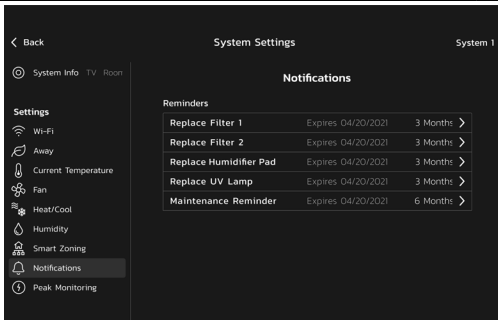 Back
System Settings
System 1
System Info TV Room
Notifications
Settings
Wi-Fi
Away
Current Temperature
Fan
Heat/Cool
Humidity
Smart Zoning
Notifications
Peak Monitoring
Reminders
Replace Filter 1 Expires 04/20/2021 3 Months
Replace Filter 2 Expires 04/20/2021 3 Months
Replace Humidifier Pad Expires 04/20/2021 3 Months
Replace UV Lamp Expires 04/20/2021 3 Months
Maintenance Reminder Expires 04/20/2021 6 Months